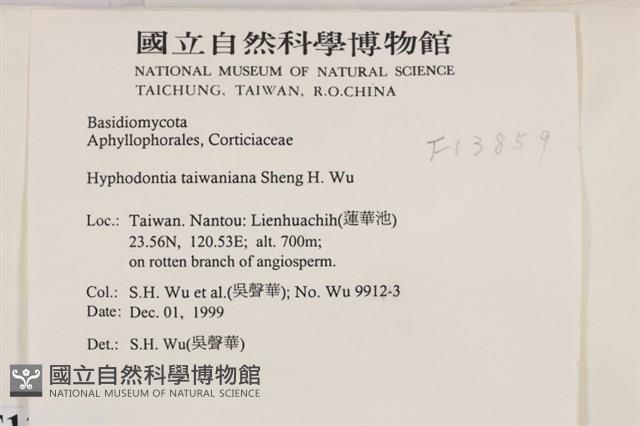 國立自然科學博物館
NATIONAL MUSEUM OF NATURAL SCIENCE
TAICHUNG, TAIWAN, R.O.CHINA
Basidiomycota
Aphyllophorales, Corticiaceae
F13859
Hyphodontia taiwaniana Sheng H. Wu
Loc.: Taiwan. Nantou: Lienhuachih(蓮華池)
23.56N, 120.53E; alt. 700m;
on rotten branch of angiosperm.
Col.: S.H. Wu et al.(吳聲華); No. Wu 9912-3
Date: Dec. 01, 1999
Det.: S.H. Wu(吳聲華)
國立自然科學博物館
NATIONAL MUSEUM OF NATURAL SCIENCE